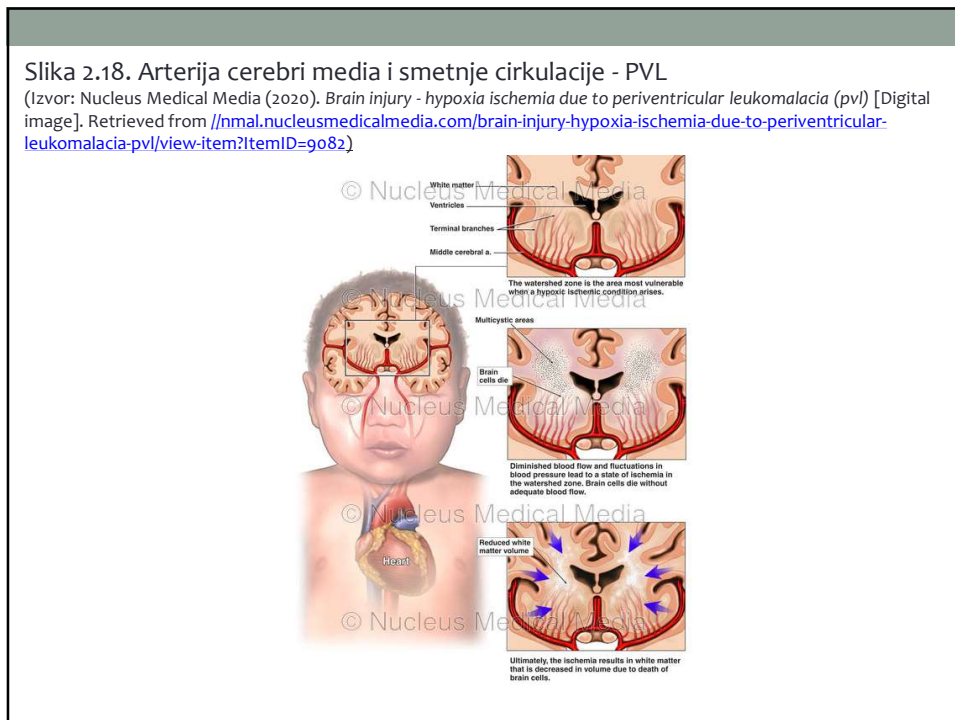 Slika 2.18. Arterija cerebri media i smetnje cirkulacije - PVL
(Izvor: Nucleus Medical Media (2020). Brain injury - hypoxia ischemia due to periventricular leukomalacia (pvl) [Digital
image]. Retrieved from //nmal.nucleusmedicalmedia.com/brain-injury-hypoxia-ischemia-due-to-periventricular-
leukomalacia-pvl/view-item?ItemID=9082)
© Nucleus Medical Media
White matter
Ventricles
Terminal branches
Middle cerebral a.
The watershed zone is the area most vulnerable
when a hypoxic ischemic condition arises.
© Nucleus Medical Media
Multicystic areas
Brain
cells die
© Nucleus Medical Media
Diminished blood flow and fluctuations in
blood pressure lead to a state of ischemia in
the watershed zone. Brain cells die without
adequate blood flow.
© Nucleus Medical Media
Reduced white
matter volume
Heart
© Nucleus Medical Media
Ultimately, the ischemia results in white matter
that is decreased in volume due to death of
brain cells.